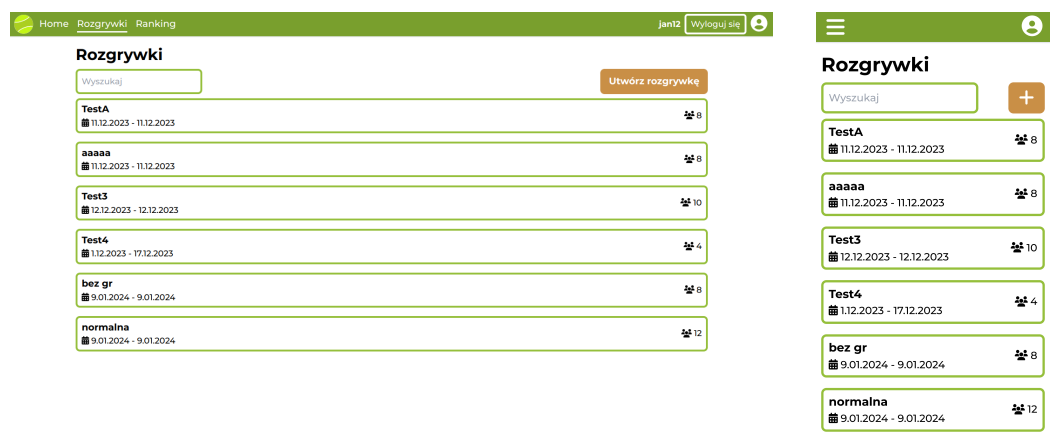 Home Rozgrywki Ranking jan12 Wyloguj się
Rozgrywki
Wyszukaj Utwórz rozgrywkę
TestA
11.12.2023 - 11.12.2023 8
aaaaa
11.12.2023 - 11.12.2023 8
Test3
12.12.2023 - 12.12.2023 10
Test4
1.12.2023 - 17.12.2023 4
bez gr
9.01.2024 - 9.01.2024 8
normalna
9.01.2024 - 9.01.2024 12
Rozgrywki
Wyszukaj +
TestA
11.12.2023 - 11.12.2023 8
aaaaa
11.12.2023 - 11.12.2023 8
Test3
12.12.2023 - 12.12.2023 10
Test4
1.12.2023 - 17.12.2023 4
bez gr
9.01.2024 - 9.01.2024 8
normalna
9.01.2024 - 9.01.2024 12